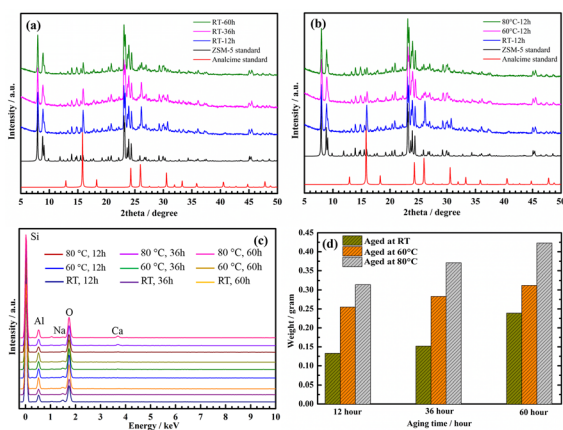 (a)
RT-60h
RT-36h
RT-12h
ZSM-5 standard
Analcime standard
Intensity / a.u.
5 10 15 20 25 30 35 40 45 50
2theta / degree
(b)
80°C-12h
60°C-12h
RT-12h
ZSM-5 standard
Analcime standard
Intensity / a.u.
5 10 15 20 25 30 35 40 45 50
2theta / degree
Si
(c)
80 °C, 12h 80 °C, 36h 80 °C, 60h
60 °C, 12h 60 °C, 36h 60 °C, 60h
RT, 12h RT, 36h RT, 60h
Al Na O Ca
Intensity / a.u.
0 1 2 3 4 5 6 7 8 9 10
Energy / keV
(d)
Aged at RT
Aged at 60°C
Aged at 80°C
Weight / gram
0.45
0.40
0.35
0.30
0.25
0.20
0.15
0.10
0.05
0.00
12 hour 36 hour 60 hour
Aging time / hour